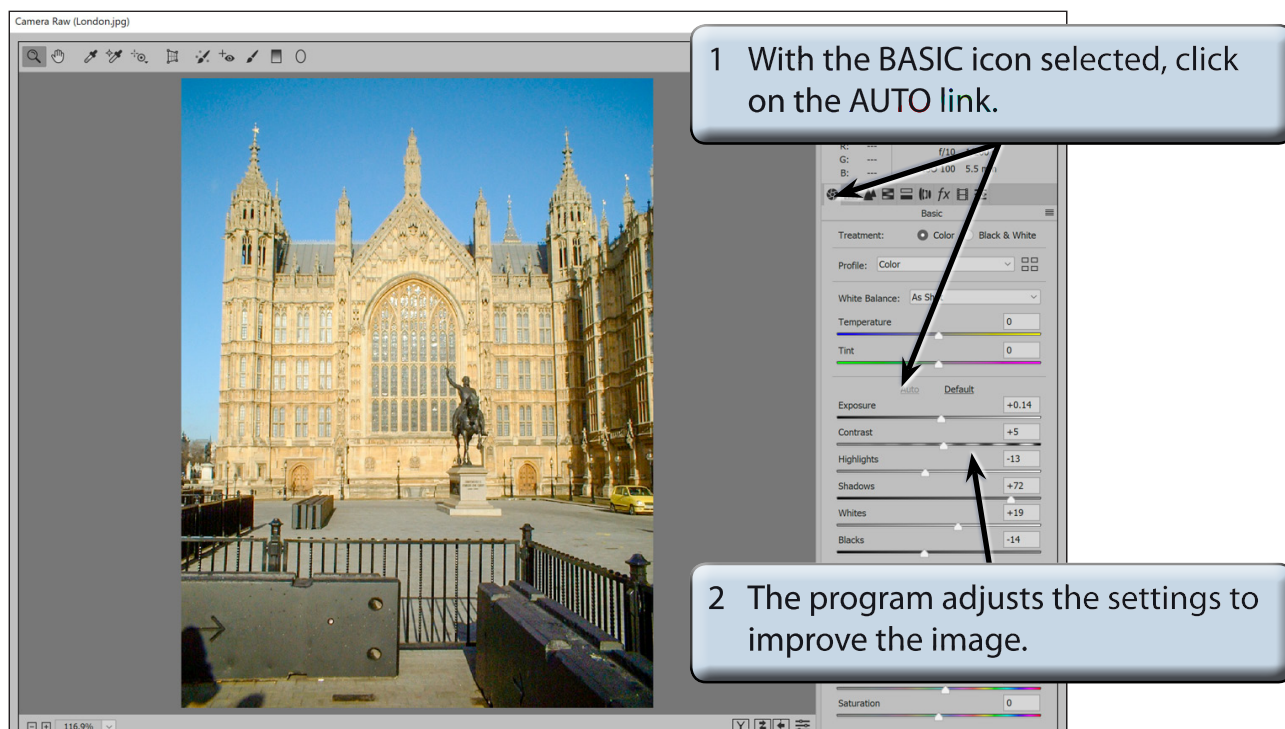 Camera Raw (London.jpg)
1 With the BASIC icon selected, click
on the AUTO link.
R: ---
G: ---
B: ---
f/10
100 5.5
fx
Basic
Treatment: Color Black & White
Profile: Color
White Balance: As
Temperature 0
Tint 0
Auto Default
Exposure +0.14
Contrast +5
Highlights -13
Shadows +72
Whites +19
Blacks -14
2 The program adjusts the settings to
improve the image.
Saturation 0
116.9%
Y